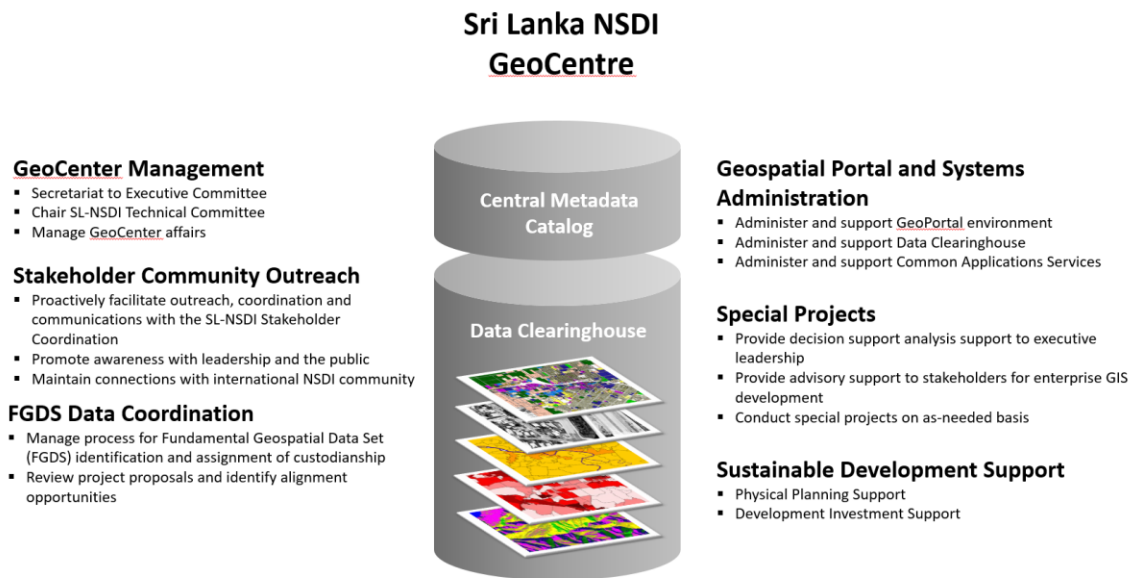 Sri Lanka NSDI
GeoCentre
GeoCenter Management
▪ Secretariat to Executive Committee
▪ Chair SL-NSDI Technical Committee
▪ Manage GeoCenter affairs
Stakeholder Community Outreach
▪ Proactively facilitate outreach, coordination and
communications with the SL-NSDI Stakeholder
Coordination
▪ Promote awareness with leadership and the public
▪ Maintain connections with international NSDI community
FGDS Data Coordination
▪ Manage process for Fundamental Geospatial Data Set
(FGDS) identification and assignment of custodianship
▪ Review project proposals and identify alignment
opportunities
Central Metadata
Catalog
Data Clearinghouse
Geospatial Portal and Systems
Administration
▪ Administer and support GeoPortal environment
▪ Administer and support Data Clearinghouse
▪ Administer and support Common Applications Services
Special Projects
▪ Provide decision support analysis support to executive
leadership
▪ Provide advisory support to stakeholders for enterprise GIS
development
▪ Conduct special projects on as-needed basis
Sustainable Development Support
▪ Physical Planning Support
▪ Development Investment Support